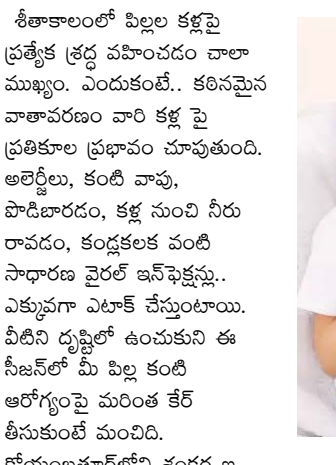 శీతాకాలంలో పిల్లల కళ్లపై
ప్రత్యేక శ్రద్ధ వహించడం చాలా
ముఖ్యం. ఎందుకంటే.. కఠినమైన
వాతావరణం వారి కళ్ల పై
ప్రతికూల ప్రభావం చూపుతుంది.
అలెర్జీలు, కంటి వాపు,
పొడిబారడం, కళ్ల నుంచి నీరు
రావడం, కండ్లకలక వంటి
సాధారణ వైరల్ ఇన్‌ఫెక్షన్లు..
ఎక్కువగా ఎటాక్ చేస్తుంటాయి.
వీటిని దృష్టిలో ఉంచుకుని ఈ
సీజన్‌లో మీ పిల్ల కంటి
ఆరోగ్యంపై మరింత కేర్
తీసుకుంటే మంచిది.